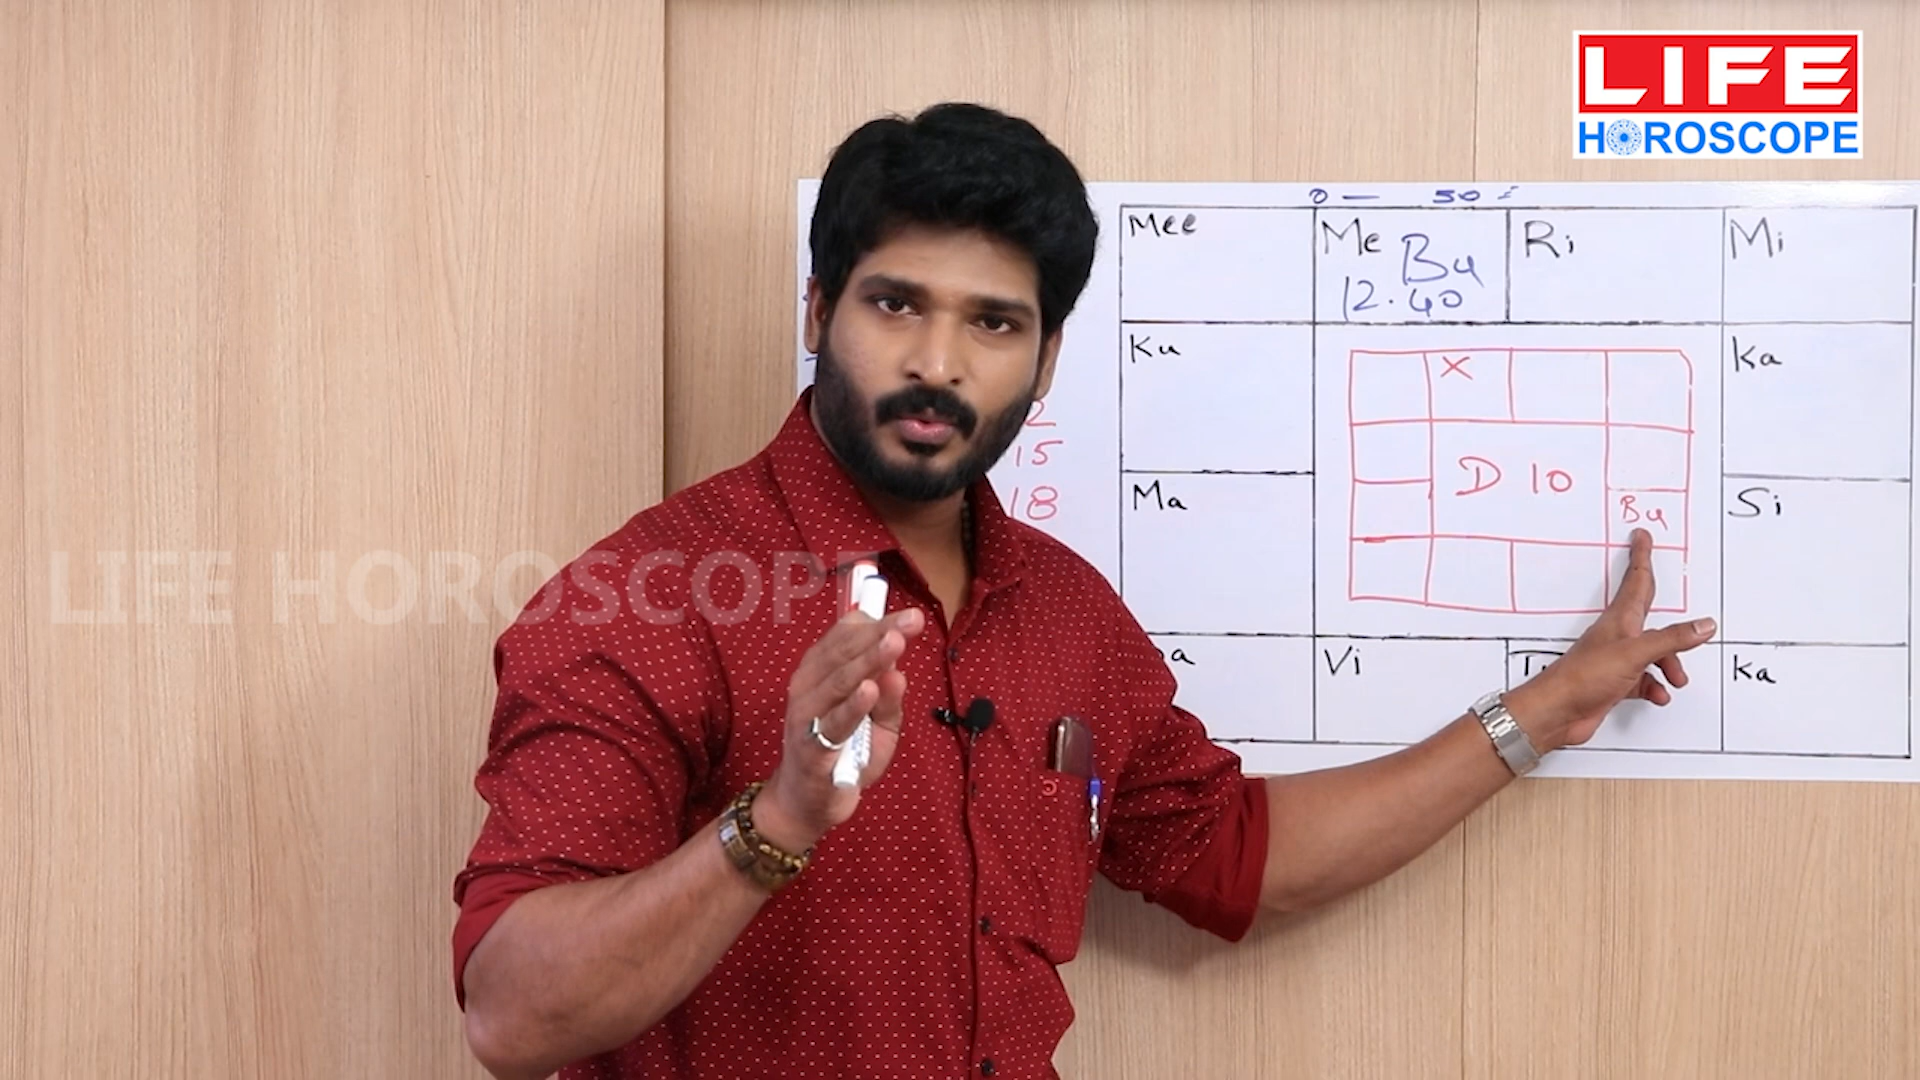 LIFE
HOROSCOPE
0 — 50
Mee
Me
Bu
12.40
Ri
Mi
Ku
Ka
X
2
15
18
Ma
D 10
Bu
Si
LIFE HOROSCOPE
Vi
Ka